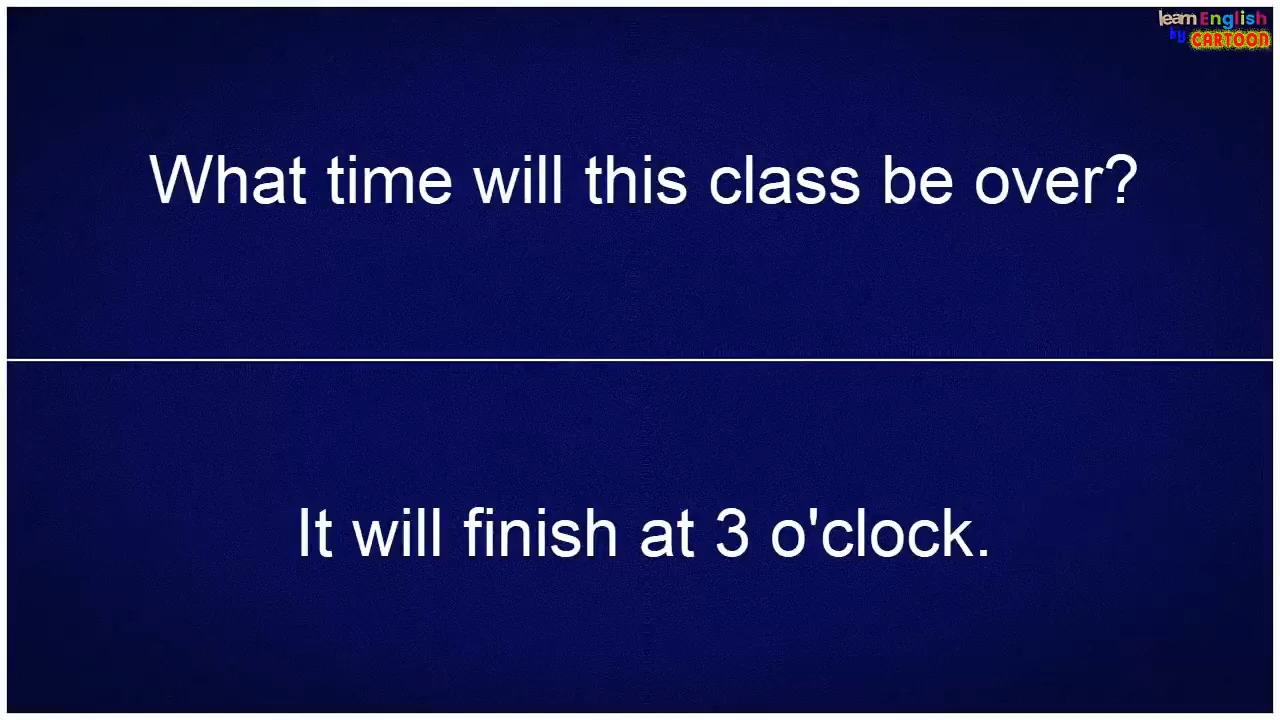 learn English
by CARTOON
What time will this class be over?
It will finish at 3 o'clock.